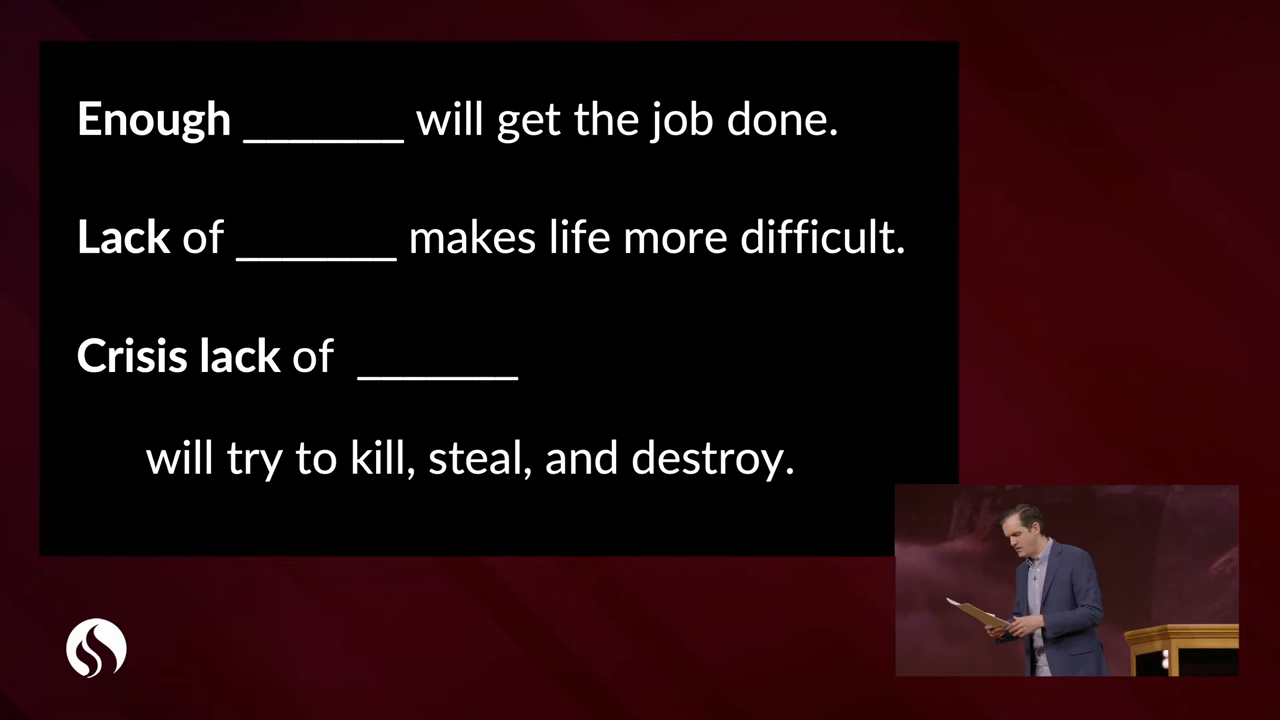 Enough _______ will get the job done.
Lack of _______ makes life more difficult.
Crisis lack of _______
will try to kill, steal, and destroy.